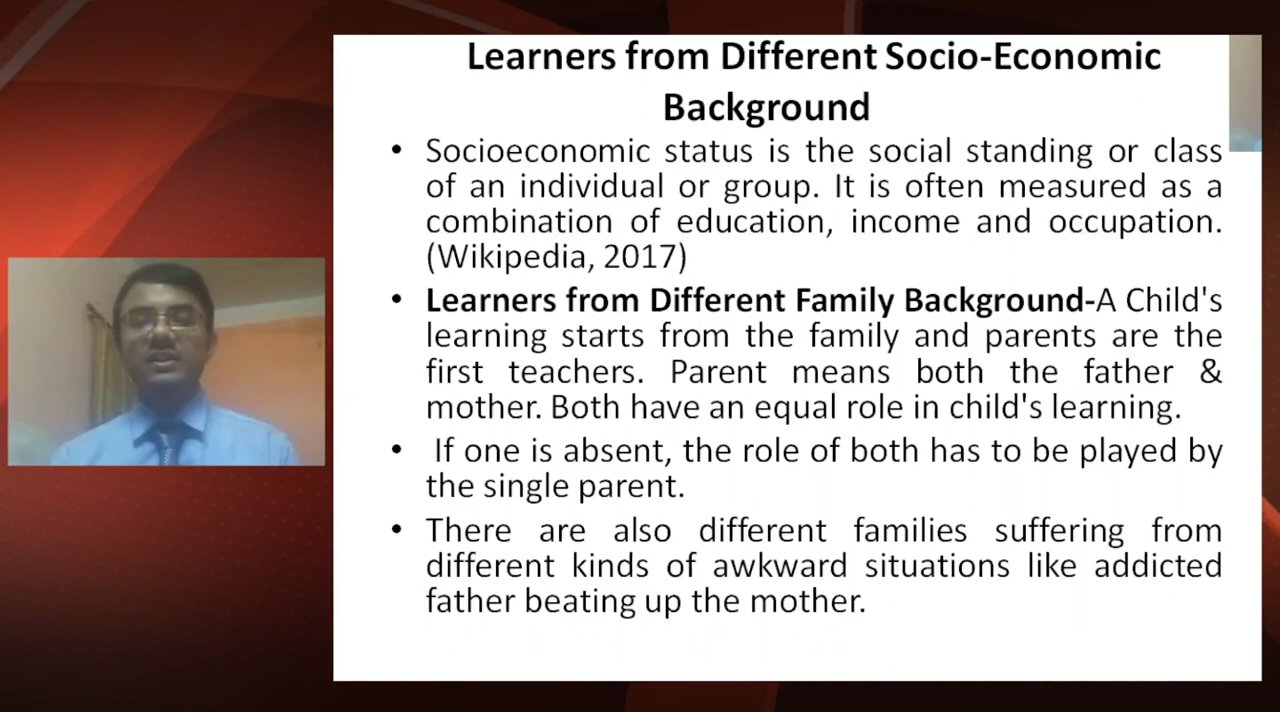 Learners from Different Socio-Economic
Background
• Socioeconomic status is the social standing or class
of an individual or group. It is often measured as a
combination of education, income and occupation.
(Wikipedia, 2017)
• Learners from Different Family Background-A Child's
learning starts from the family and parents are the
first teachers. Parent means both the father &
mother. Both have an equal role in child's learning.
• If one is absent, the role of both has to be played by
the single parent.
• There are also different families suffering from
different kinds of awkward situations like addicted
father beating up the mother.